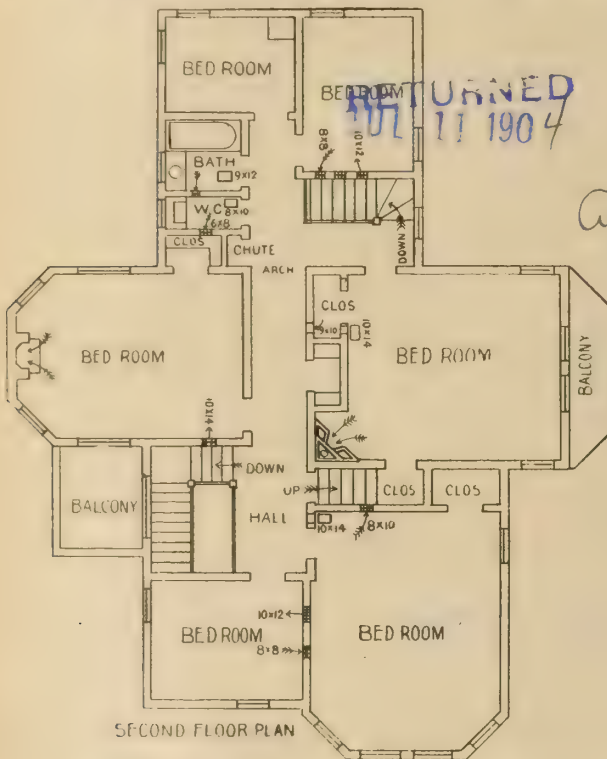 BED ROOM
BED ROOM
RETURNED
JUL 11 1904
8X8
10X12
BATH
9X12
W.C.
8X10
6X8
CLOS
CHUTE
DOWN
ARCH
CLOS
9X10
10X14
BED ROOM
BED ROOM
BALCONY
10X14
DOWN
UP
CLOS
CLOS
BALCONY
HALL
10X14
8X10
10X12
BED ROOM
8X8
BED ROOM
SECOND FLOOR PLAN